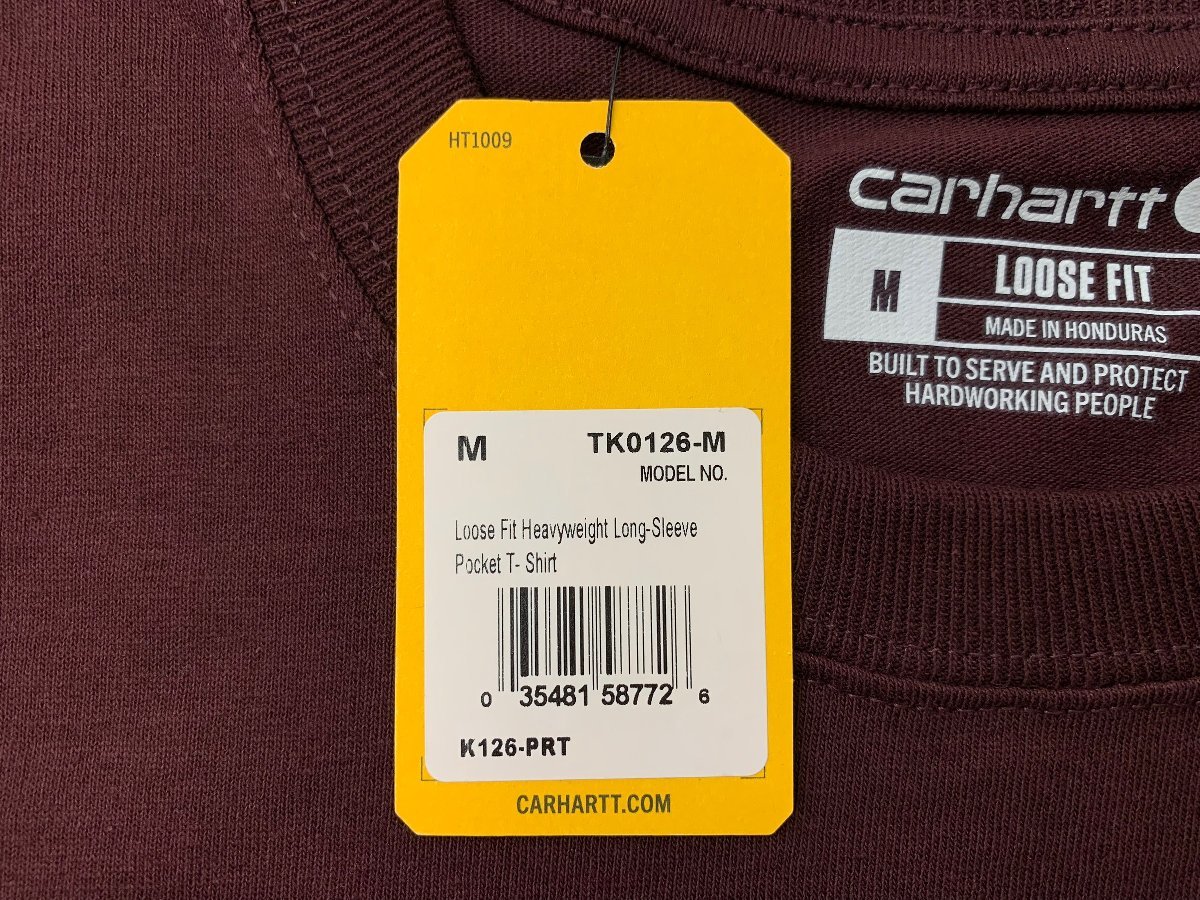 HT1009
M TK0126-M
MODEL NO.
Loose Fit Heavyweight Long-Sleeve
Pocket T- Shirt
0 35481 58772 6
K126-PRT
CARHARTT.COM
carhartt
M LOOSE FIT
MADE IN HONDURAS
BUILT TO SERVE AND PROTECT
HARDWORKING PEOPLE